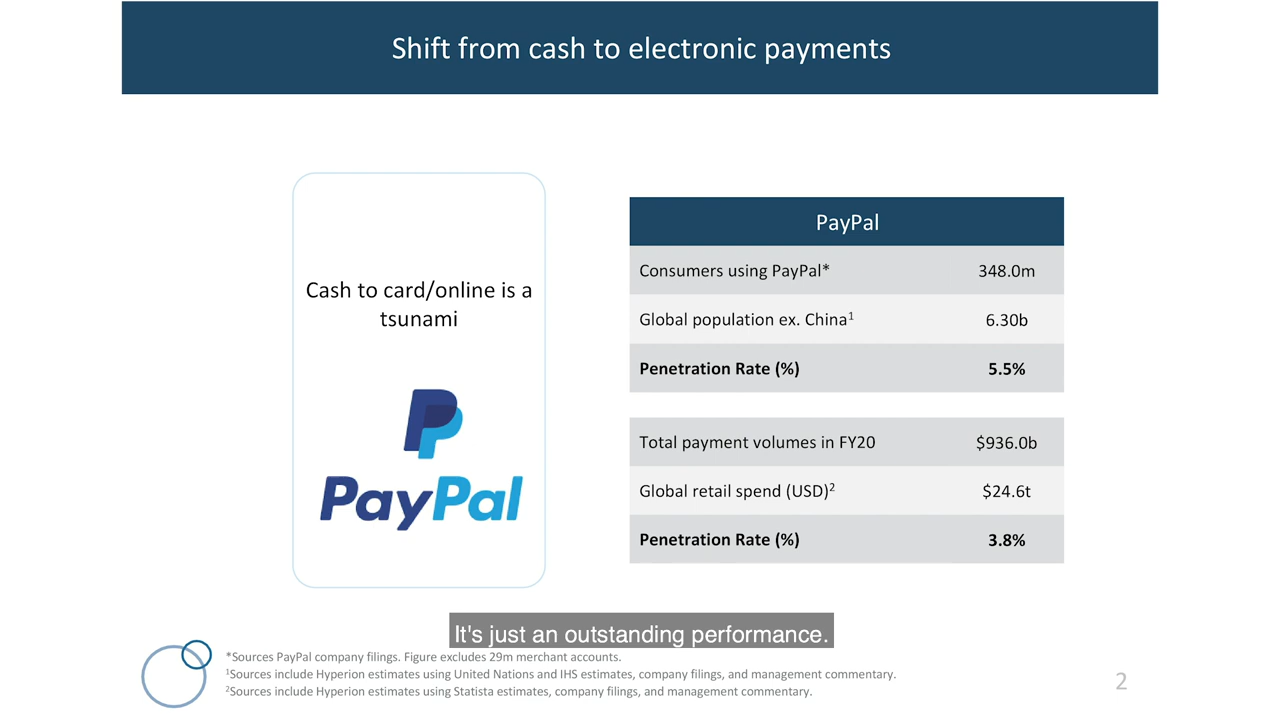 Shift from cash to electronic payments
Cash to card/online is a
tsunami
PayPal
PayPal
Consumers using PayPal* 348.0m
Global population ex. China¹ 6.30b
Penetration Rate (%) 5.5%
Total payment volumes in FY20 $936.0b
Global retail spend (USD)² $24.6t
Penetration Rate (%) 3.8%
It's just an outstanding performance.
*Sources PayPal company filings. Figure excludes 29m merchant accounts.
¹Sources include Hyperion estimates using United Nations and IHS estimates, company filings, and management commentary.
²Sources include Hyperion estimates using Statista estimates, company filings, and management commentary.
2